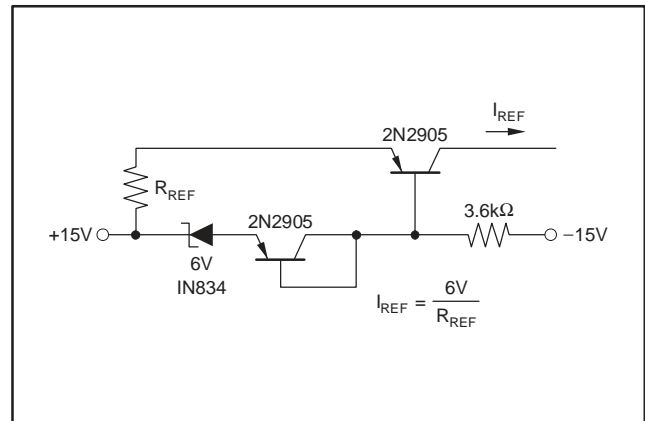 I_REF
2N2905
R_REF
2N2905
3.6kΩ
+15V
–15V
6V
IN834
I_REF = 6V / R_REF